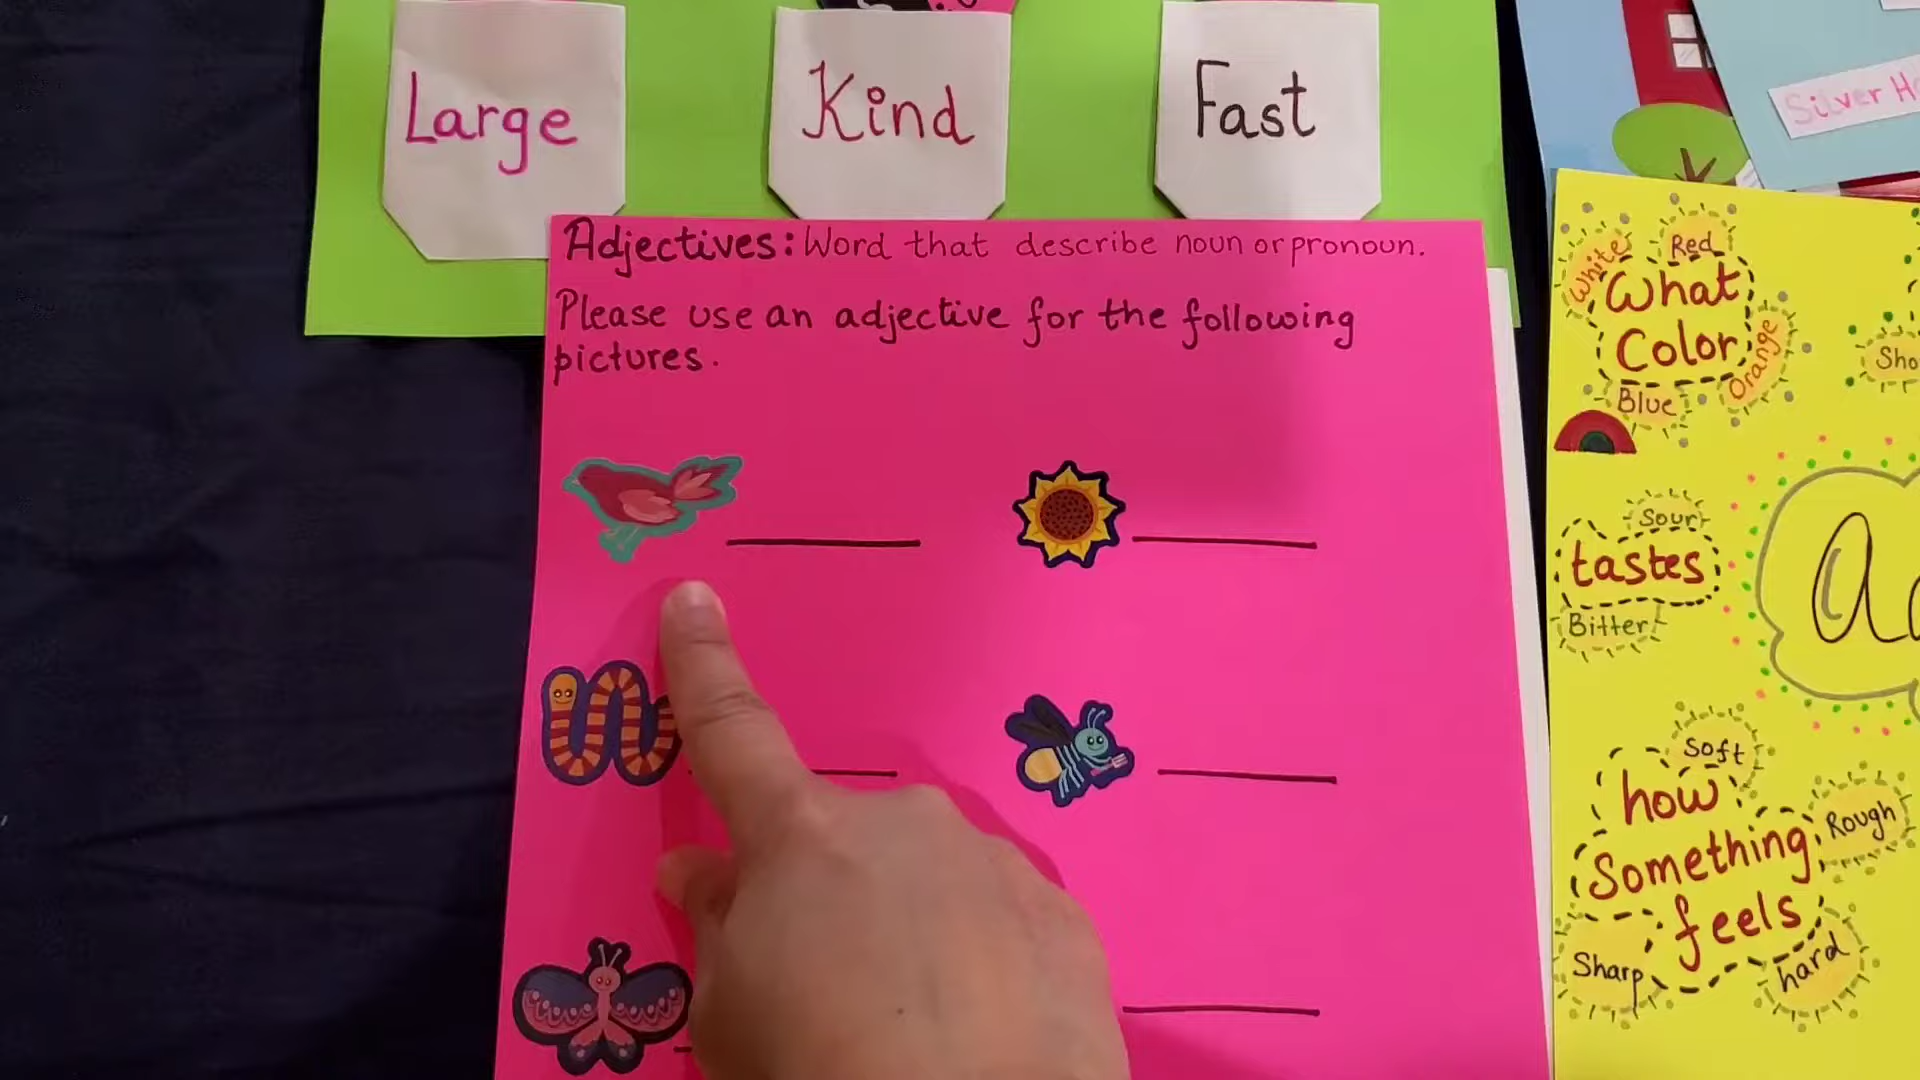 Large
Kind
Fast
Adjectives: Word that describe noun or pronoun.
Please use an adjective for the following
pictures.
Silver
White
Red
What
Color
Orange
Blue
Sour
tastes
Bitter
Soft
how
Something
feels
Rough
Sharp
hard